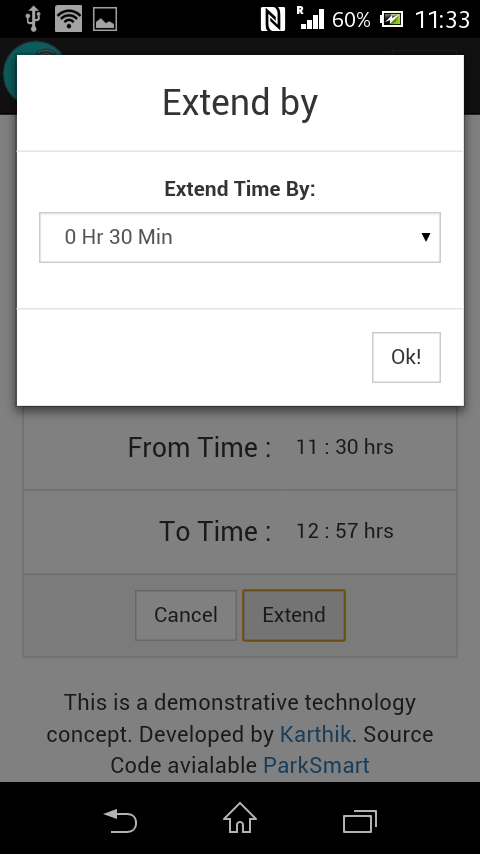 R 60% 11:33
Extend by
Extend Time By:
0 Hr 30 Min
Ok!
From Time : 11 : 30 hrs
To Time : 12 : 57 hrs
Cancel Extend
This is a demonstrative technology
concept. Developed by Karthik. Source
Code avialable ParkSmart